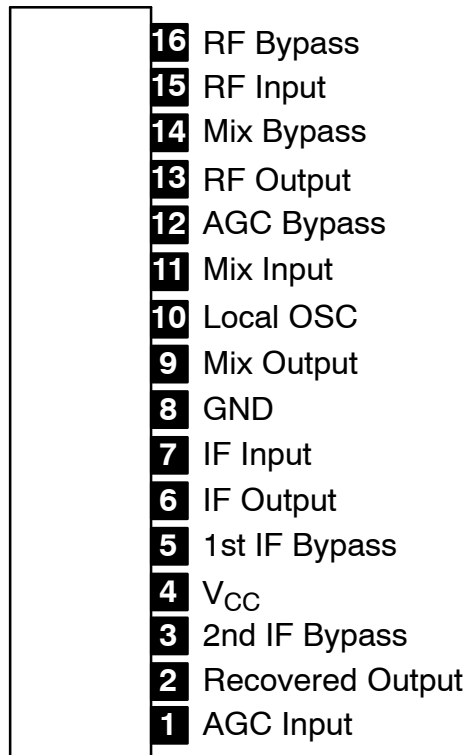 16 RF Bypass
15 RF Input
14 Mix Bypass
13 RF Output
12 AGC Bypass
11 Mix Input
10 Local OSC
9 Mix Output
8 GND
7 IF Input
6 IF Output
5 1st IF Bypass
4 VCC
3 2nd IF Bypass
2 Recovered Output
1 AGC Input